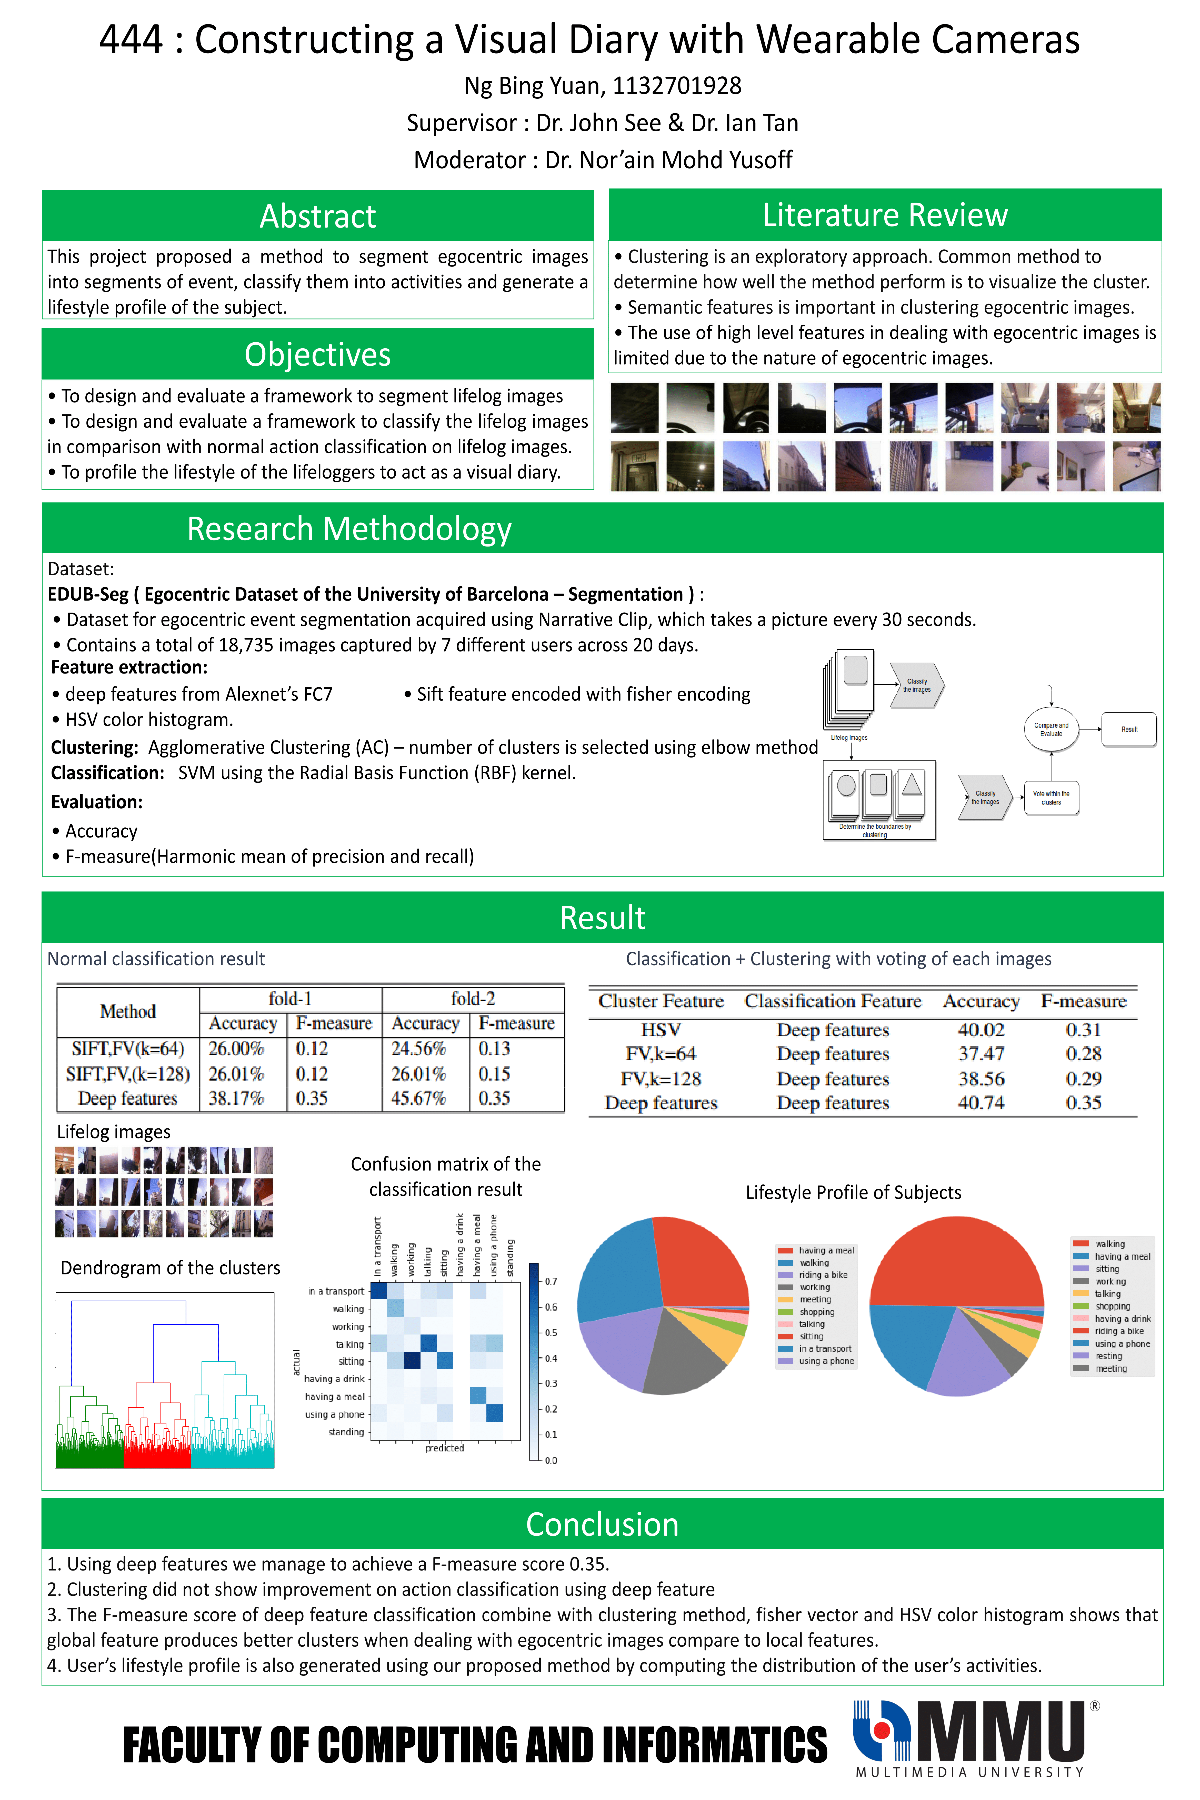 444 : Constructing a Visual Diary with Wearable Cameras
Ng Bing Yuan, 1132701928
Supervisor : Dr. John See & Dr. Ian Tan
Moderator : Dr. Nor’ain Mohd Yusoff
Abstract
This project proposed a method to segment egocentric images
into segments of event, classify them into activities and generate a
lifestyle profile of the subject.
Objectives
• To design and evaluate a framework to segment lifelog images
• To design and evaluate a framework to classify the lifelog images
in comparison with normal action classification on lifelog images.
• To profile the lifestyle of the lifeloggers to act as a visual diary.
Literature Review
• Clustering is an exploratory approach. Common method to
determine how well the method perform is to visualize the cluster.
• Semantic features is important in clustering egocentric images.
• The use of high level features in dealing with egocentric images is
limited due to the nature of egocentric images.
Research Methodology
Dataset:
EDUB-Seg ( Egocentric Dataset of the University of Barcelona – Segmentation ) :
• Dataset for egocentric event segmentation acquired using Narrative Clip, which takes a picture every 30 seconds.
• Contains a total of 18,735 images captured by 7 different users across 20 days.
Feature extraction:
• deep features from Alexnet’s FC7 • Sift feature encoded with fisher encoding
• HSV color histogram.
Clustering: Agglomerative Clustering (AC) – number of clusters is selected using elbow method
Classification: SVM using the Radial Basis Function (RBF) kernel.
Evaluation:
• Accuracy
• F-measure(Harmonic mean of precision and recall)
Classify
the images
Lifelog Images
Determine the boundaries by
clustering
Classify
the images
Vote within the
clusters
Compare and
Evaluate
Result
Result
Normal classification result
Method fold-1 fold-2
Accuracy F-measure Accuracy F-measure
SIFT,FV(k=64) 26.00% 0.12 24.56% 0.13
SIFT,FV,(k=128) 26.01% 0.12 26.01% 0.15
Deep features 38.17% 0.35 45.67% 0.35
Classification + Clustering with voting of each images
Cluster Feature Classification Feature Accuracy F-measure
HSV Deep features 40.02 0.31
FV,k=64 Deep features 37.47 0.28
FV,k=128 Deep features 38.56 0.29
Deep features Deep features 40.74 0.35
Lifelog images
Dendrogram of the clusters
Confusion matrix of the
classification result
in a transport
walking
working
talking
sitting
having a drink
having a meal
using a phone
standing
in a transport
walking
working
talking
sitting
having a drink
having a meal
using a phone
standing
actual
predicted
0.7
0.6
0.5
0.4
0.3
0.2
0.1
0.0
Lifestyle Profile of Subjects
having a meal
walking
riding a bike
working
meeting
shopping
talking
sitting
in a transport
using a phone
walking
having a meal
sitting
working
talking
shopping
having a drink
riding a bike
using a phone
resting
meeting
Conclusion
1. Using deep features we manage to achieve a F-measure score 0.35.
2. Clustering did not show improvement on action classification using deep feature
3. The F-measure score of deep feature classification combine with clustering method, fisher vector and HSV color histogram shows that
global feature produces better clusters when dealing with egocentric images compare to local features.
4. User’s lifestyle profile is also generated using our proposed method by computing the distribution of the user’s activities.
FACULTY OF COMPUTING AND INFORMATICS
MMU®
MULTIMEDIA UNIVERSITY